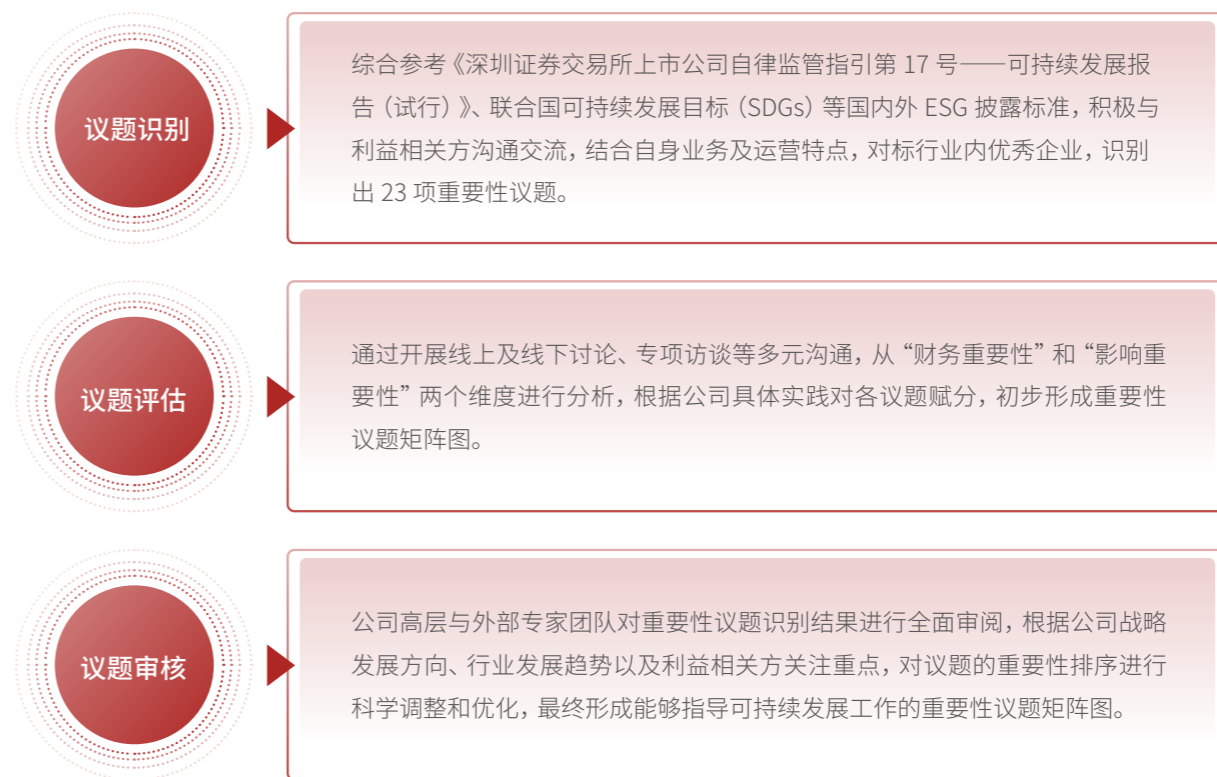 议题识别
综合参考《深圳证券交易所上市公司自律监管指引第 17 号——可持续发展报
告（试行）》、联合国可持续发展目标（SDGs）等国内外 ESG 披露标准，积极与
利益相关方沟通交流，结合自身业务及运营特点，对标行业内优秀企业，识别
出 23 项重要性议题。
议题评估
通过开展线上及线下讨论、专项访谈等多元沟通，从“财务重要性”和“影响重
要性”两个维度进行分析，根据公司具体实践对各议题赋分，初步形成重要性
议题矩阵图。
议题审核
公司高层与外部专家团队对重要性议题识别结果进行全面审阅，根据公司战略
发展方向、行业发展趋势以及利益相关方关注重点，对议题的重要性排序进行
科学调整和优化，最终形成能够指导可持续发展工作的重要性议题矩阵图。